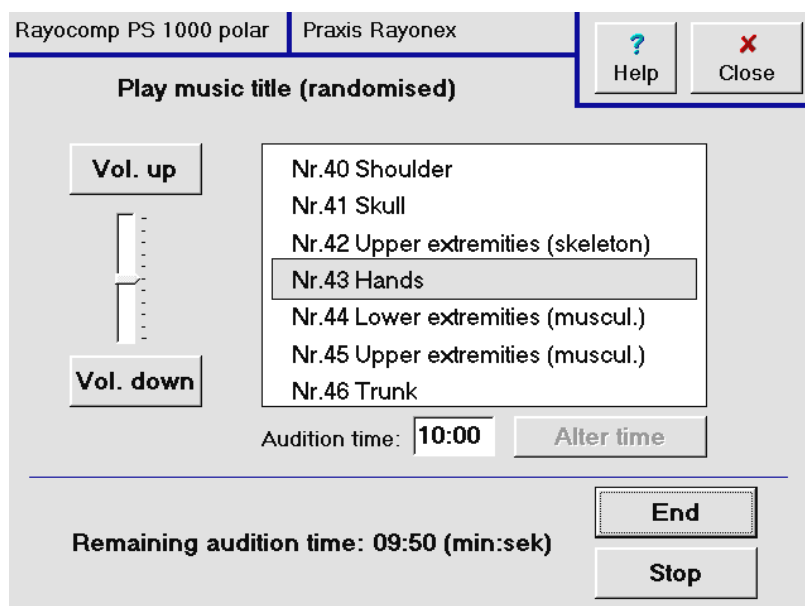 Rayocomp PS 1000 polar
Praxis Rayonex
? Help
✗ Close
Play music title (randomised)
Vol. up
Vol. down
Nr.40 Shoulder
Nr.41 Skull
Nr.42 Upper extremities (skeleton)
Nr.43 Hands
Nr.44 Lower extremities (muscul.)
Nr.45 Upper extremities (muscul.)
Nr.46 Trunk
Audition time: 10:00
Alter time
Remaining audition time: 09:50 (min:sek)
End
Stop